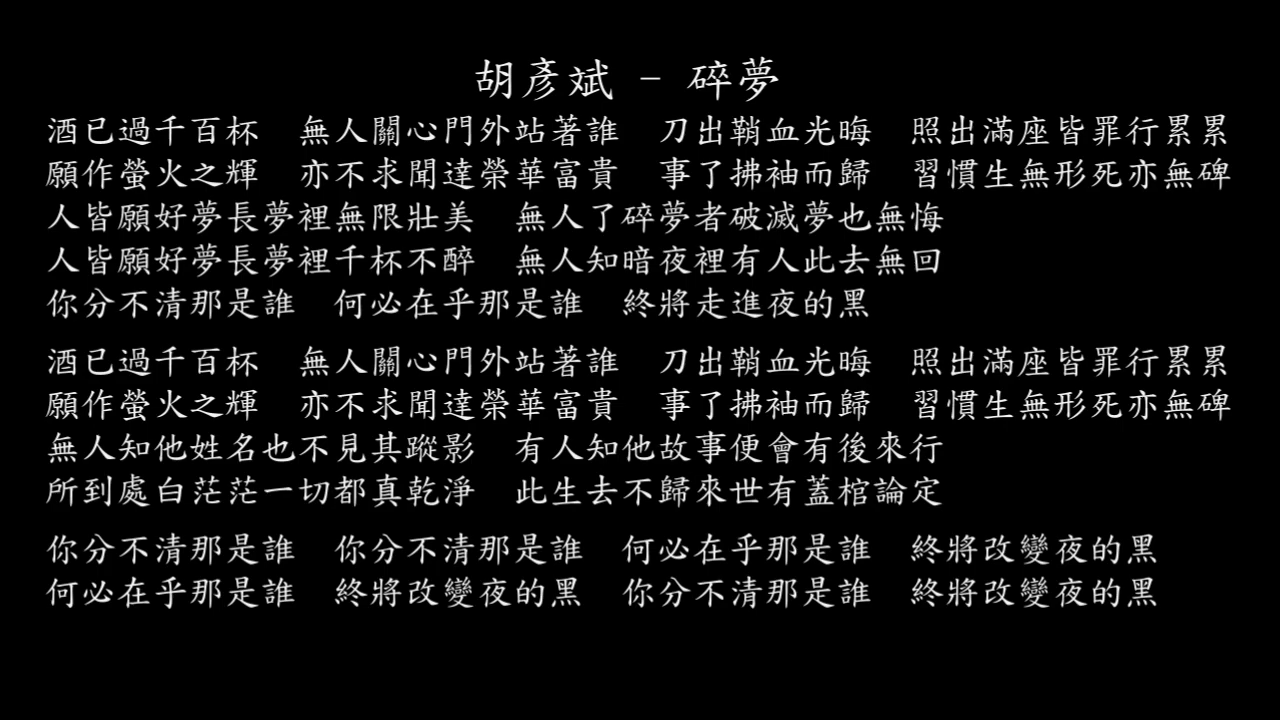 胡彥斌 - 碎夢
酒已過千百杯　無人關心門外站著誰　刀出鞘血光晦　照出滿座皆罪行累累
願作螢火之輝　亦不求聞達榮華富貴　事了拂袖而歸　習慣生無形死亦無碑
人皆願好夢長夢裡無限壯美　無人了碎夢者破滅夢也無悔
人皆願好夢長夢裡千杯不醉　無人知暗夜裡有人此去無回
你分不清那是誰　何必在乎那是誰　終將走進夜的黑
酒已過千百杯　無人關心門外站著誰　刀出鞘血光晦　照出滿座皆罪行累累
願作螢火之輝　亦不求聞達榮華富貴　事了拂袖而歸　習慣生無形死亦無碑
無人知他姓名也不見其蹤影　有人知他故事便會有後來行
所到處白茫茫一切都真乾淨　此生去不歸來世有蓋棺論定
你分不清那是誰　你分不清那是誰　何必在乎那是誰　終將改變夜的黑
何必在乎那是誰　終將改變夜的黑　你分不清那是誰　終將改變夜的黑